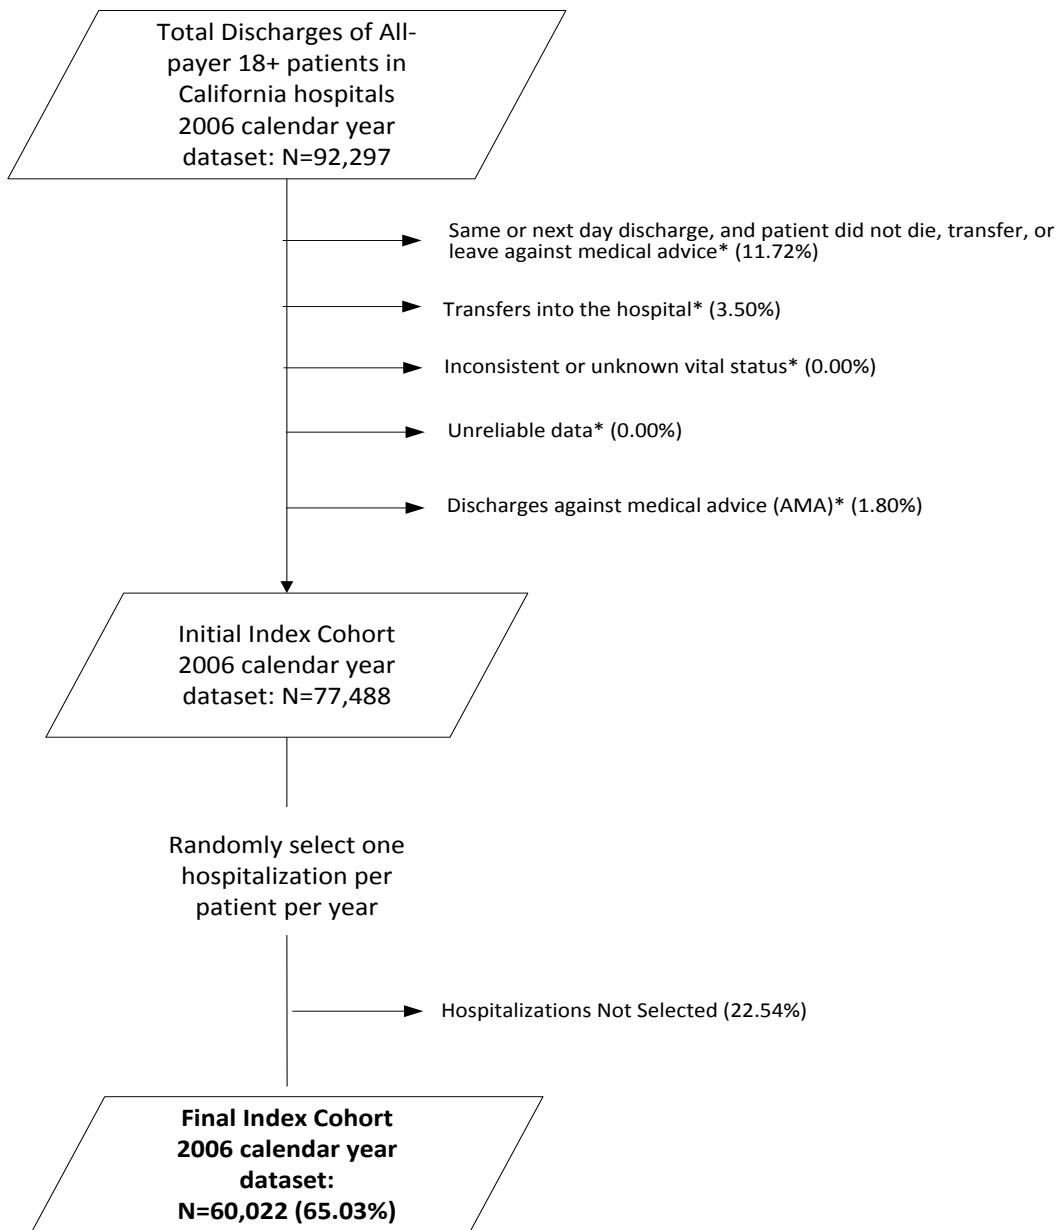 Total Discharges of All-
payer 18+ patients in
California hospitals
2006 calendar year
dataset: N=92,297
Same or next day discharge, and patient did not die, transfer, or
leave against medical advice* (11.72%)
Transfers into the hospital* (3.50%)
Inconsistent or unknown vital status* (0.00%)
Unreliable data* (0.00%)
Discharges against medical advice (AMA)* (1.80%)
Initial Index Cohort
2006 calendar year
dataset: N=77,488
Randomly select one
hospitalization per
patient per year
Hospitalizations Not Selected (22.54%)
Final Index Cohort
2006 calendar year
dataset:
N=60,022 (65.03%)